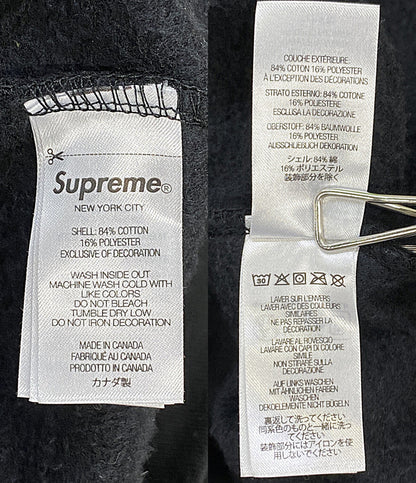 Supreme®
NEW YORK CITY
SHELL: 84% COTTON
16% POLYESTER
EXCLUSIVE OF DECORATION
WASH INSIDE OUT
MACHINE WASH COLD WITH
LIKE COLORS
DO NOT BLEACH
TUMBLE DRY LOW
DO NOT IRON DECORATION
MADE IN CANADA
FABRIQUÉ AU CANADA
PRODOTTO IN CANADA
カナダ製
COUCHE EXTÉRIEURE:
84% COTON 16% POLYESTER
À L'EXCEPTION DES DÉCORATIONS
STRATO ESTERNO: 84% COTONE
16% POLIESTERE
ESCLUSA LA DECORAZIONE
OBERSTOFF: 84% BAUMWOLLE
16% POLYESTER
AUSSCHLIEßLICH DEKORATION
シェル: 84% 綿
16% ポリエステル
装飾部分を除く
30
LAVER SUR L'ENVERS
LAVER AVEC DES COULEURS
SIMILAIRES
NE PAS REPASSER LA
DÉCORATION
LAVARE AL ROVESCIO
LAVARE CON CAPI DI COLORE
SIMILE
NON STIRARE SULLA
DECORAZIONE
AUF LINKS WASCHEN
MIT ÄHNLICHEN FARBEN
WASCHEN
DEKOELEMENTE NICHT BÜGELN
裏返して洗ってください
同系色のものと一緒に洗っ
てください
装飾部分にはアイロンを使
用しないでください